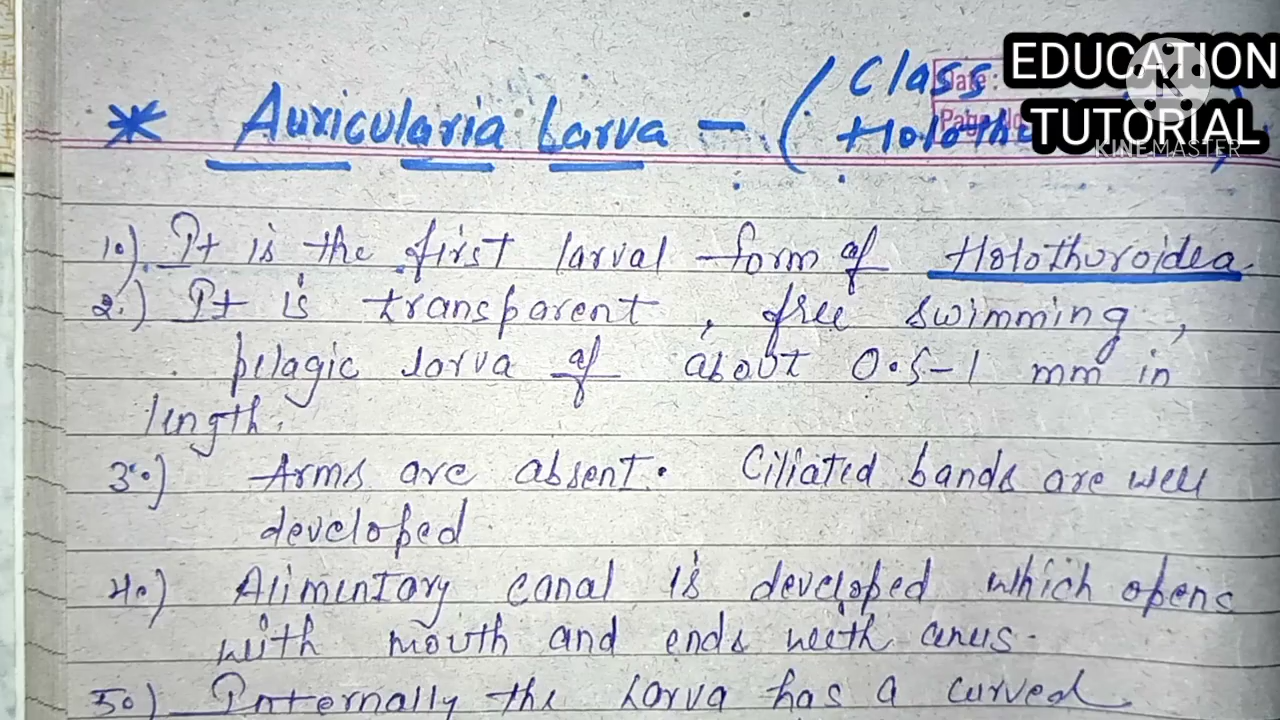 * Auricularia Larva - ( Class
Holothu
Date :
Page No
EDUCATION
TUTORIAL
KINEMASTER
1.) It is the first larval form of Holothuroidea.
2.) It is transparent, free swimming,
pelagic larva of about 0.5-1 mm in
length.
3.) Arms are absent. Ciliated bands are well
developed
4.) Alimentary canal is developed which opens
with mouth and ends with anus.
5.) Internally the larva has a curved